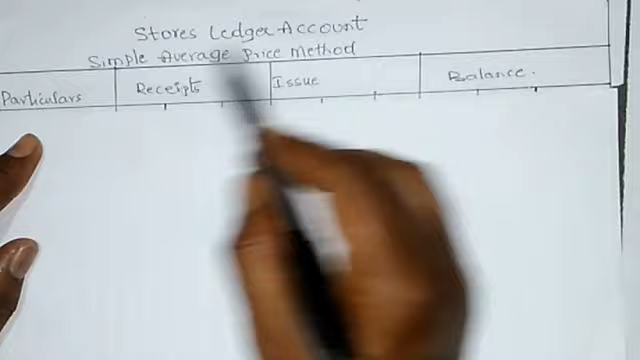 Stores Ledger Account
Simple Average Price Method
Particulars Receipts Issue Balance.